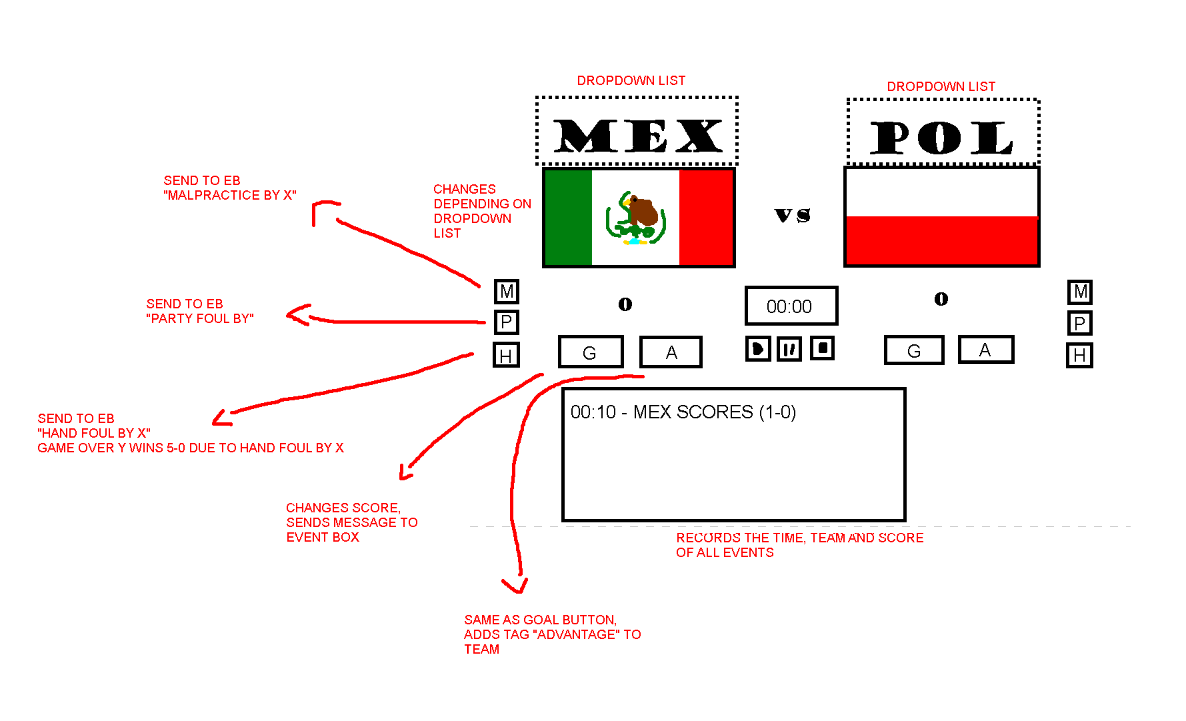 DROPDOWN LIST
DROPDOWN LIST
MEX
POL
SEND TO EB
"MALPRACTICE BY X"
CHANGES
DEPENDING ON
DROPDOWN
LIST
vs
M
M
SEND TO EB
"PARTY FOUL BY"
0
00:00
0
P
P
H
G
A
G
A
H
00:10 - MEX SCORES (1-0)
SEND TO EB
"HAND FOUL BY X"
GAME OVER Y WINS 5-0 DUE TO HAND FOUL BY X
CHANGES SCORE,
SENDS MESSAGE TO
EVENT BOX
RECORDS THE TIME, TEAM AND SCORE
OF ALL EVENTS
SAME AS GOAL BUTTON,
ADDS TAG "ADVANTAGE" TO
TEAM